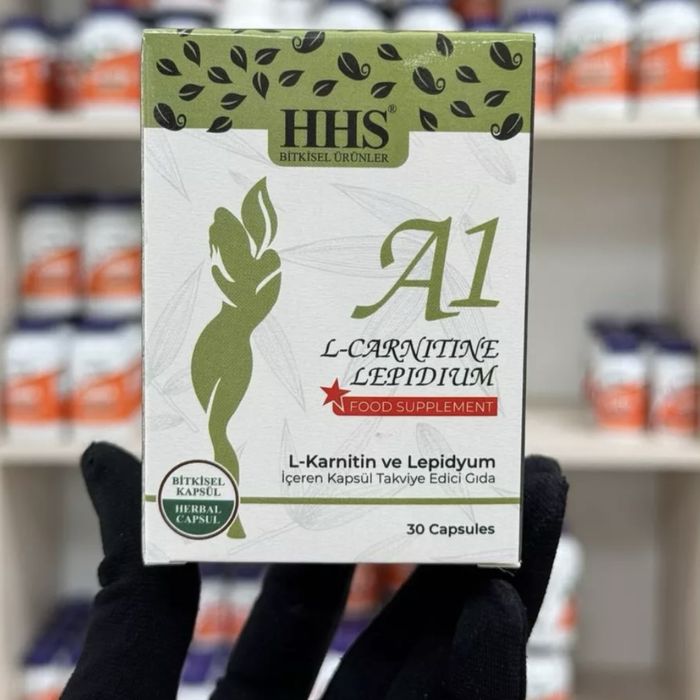 HHS®
BİTKİSEL ÜRÜNLER
A1
L-CARNITINE
LEPIDIUM
FOOD SUPPLEMENT
L-Karnitin ve Lepidyum
İçeren Kapsül Takviye Edici Gıda
BİTKİSEL
KAPSÜL
HERBAL
CAPSUL
30 Capsules